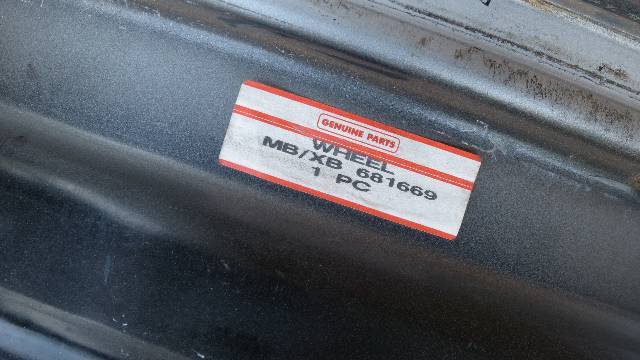 GENUINE PARTS
WHEEL
MB/XB 681669
1 PC